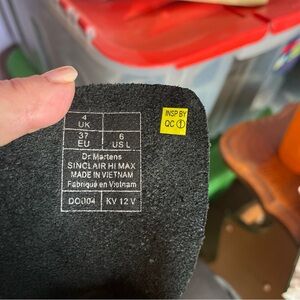 4
UK
37
EU
6
US L
Dr Martens
SINCLAIR HI MAX
MADE IN VIETNAM
Fabriqué en Vietnam
DO004 KV 12 V
INSP BY
QC ①